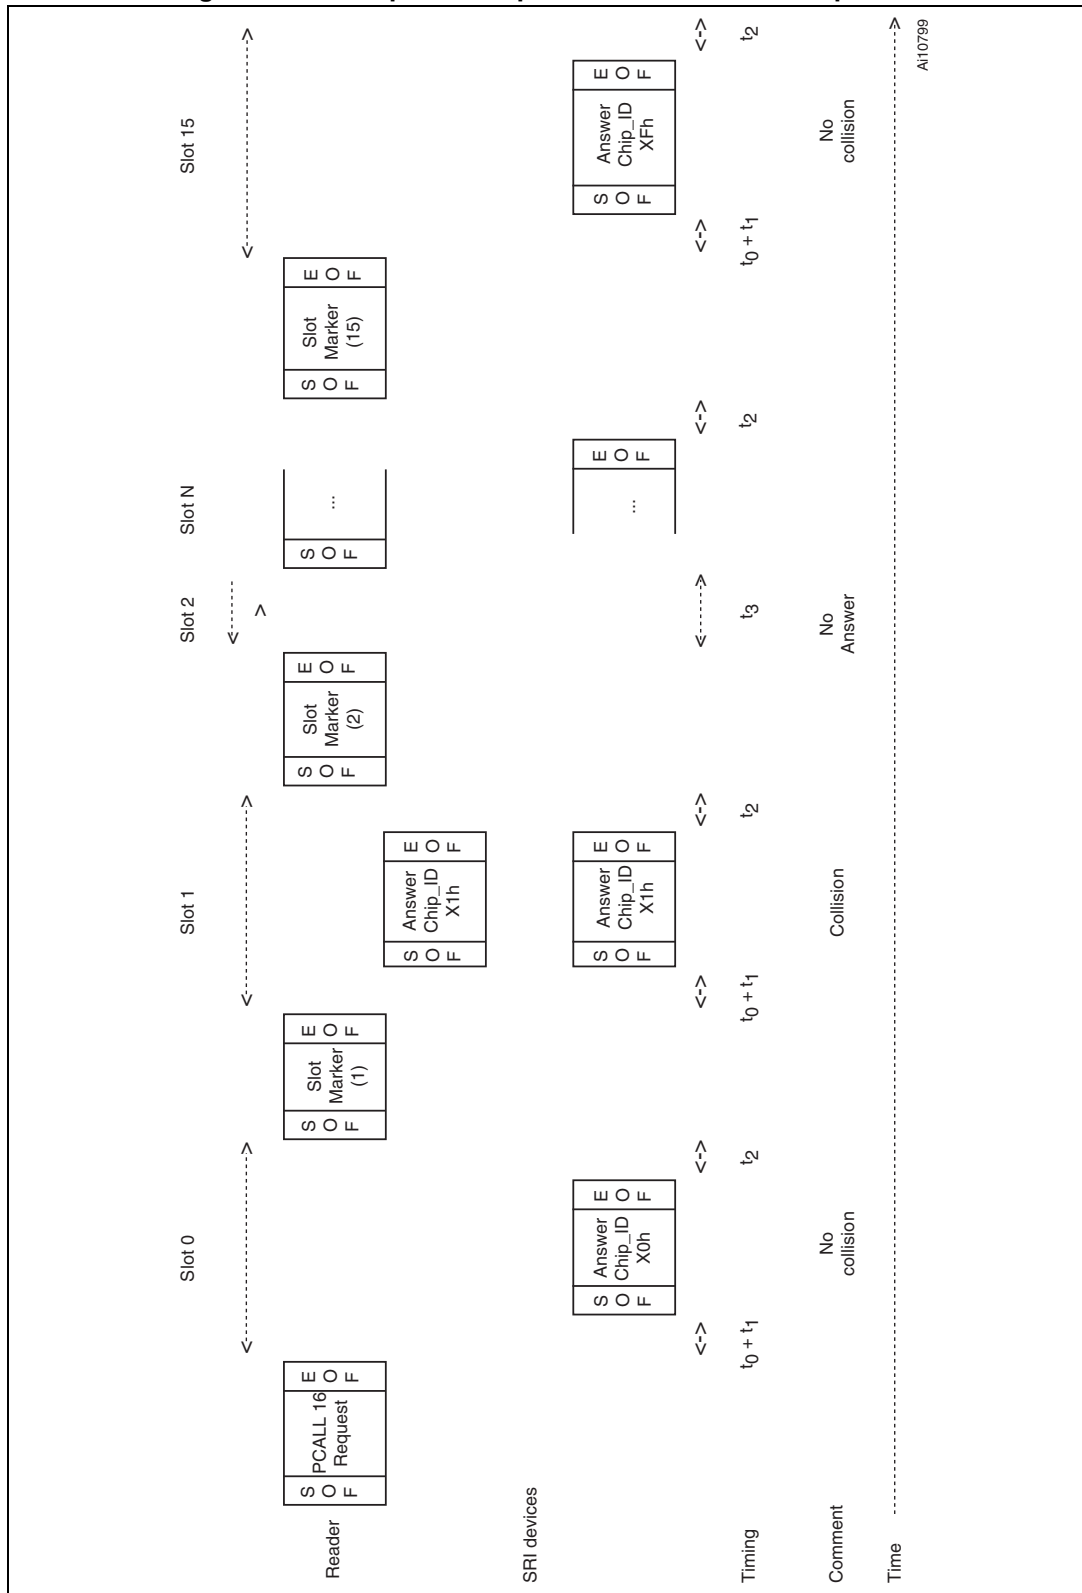 Slot 0
Slot 1
Slot 2
Slot N
Slot 15
Reader
S
O
F
PCALL 16
Request
E
O
F
S
O
F
Slot
Marker
(1)
E
O
F
S
O
F
Slot
Marker
(2)
E
O
F
S
O
F
...
S
O
F
Slot
Marker
(15)
E
O
F
SRI devices
S
O
F
Answer
Chip_ID
X0h
E
O
F
S
O
F
Answer
Chip_ID
X1h
E
O
F
S
O
F
Answer
Chip_ID
X1h
E
O
F
...
E
O
F
S
O
F
Answer
Chip_ID
XFh
E
O
F
Timing
t0 + t1
t2
t0 + t1
t2
t3
t2
t0 + t1
t2
Comment
No
collision
Collision
No
Answer
No
collision
Time
Ai10799